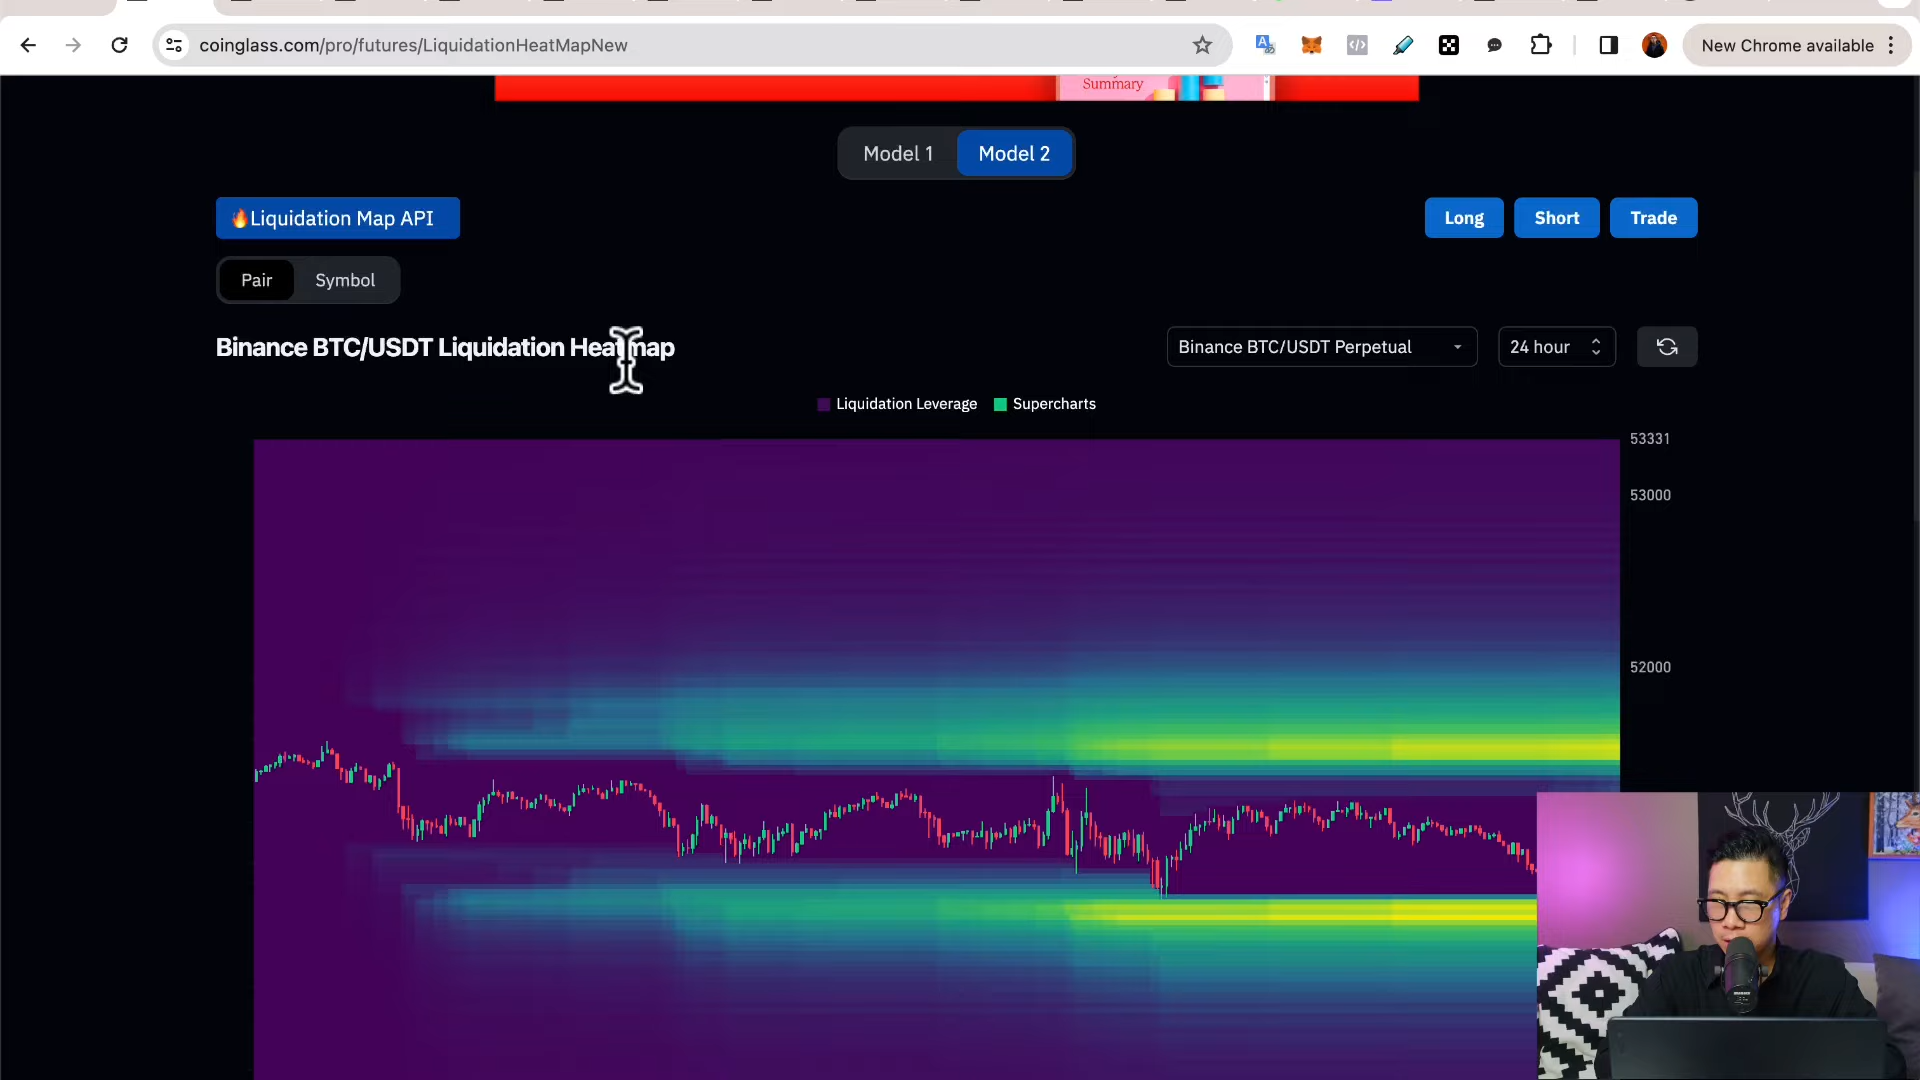 coinglass.com/pro/futures/LiquidationHeatMapNew
New Chrome available
Summary
Model 1
Model 2
🔥Liquidation Map API
Long
Short
Trade
Pair
Symbol
Binance BTC/USDT Liquidation Heatmap
Binance BTC/USDT Perpetual
24 hour
Liquidation Leverage
Supercharts
53331
53000
52000